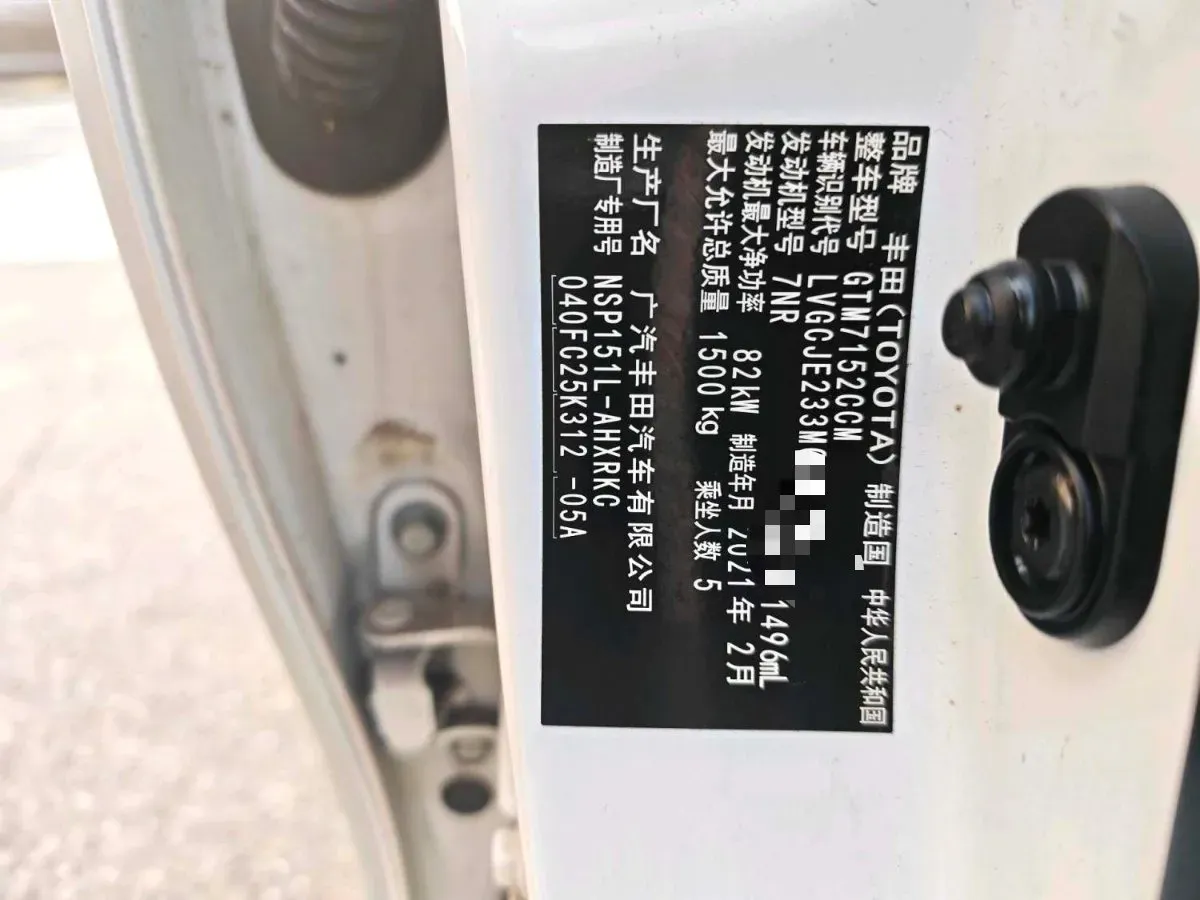 品牌 丰田(TOYOTA) 制造国 中华人民共和国
整车型号 GTM7152CCM
车辆识别代号 LVGCJE233M
发动机型号 7NR 1496mL
发动机最大净功率 82kW 制造年月 2021年 2月
最大允许总质量 1500kg 乘坐人数 5
生产厂名 广汽丰田汽车有限公司
制造厂专用号 NSP151L-AHXRKC
040FC25K312-05A